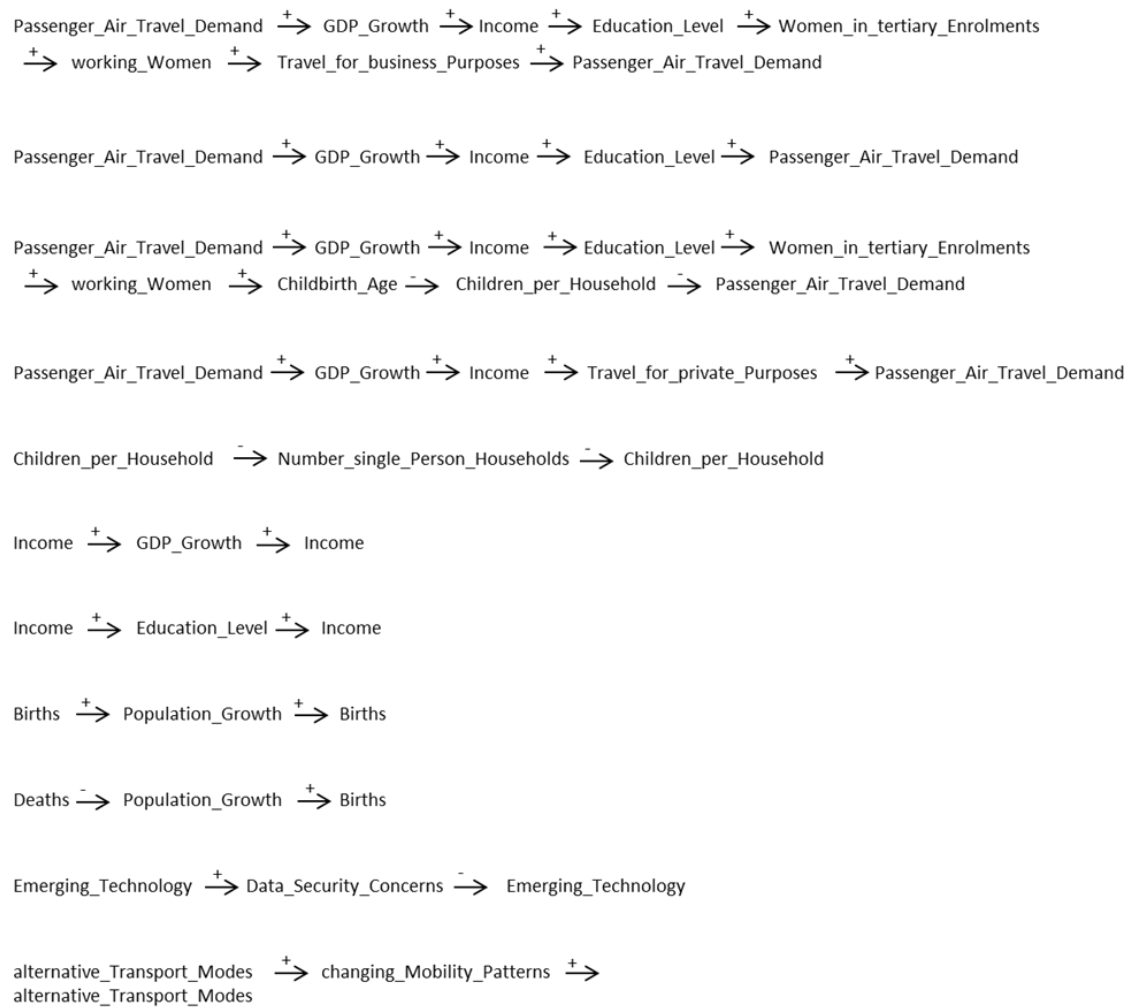 Passenger_Air_Travel_Demand + → GDP_Growth + → Income + → Education_Level + → Women_in_tertiary_Enrolments
+ → working_Women + → Travel_for_business_Purposes + → Passenger_Air_Travel_Demand
Passenger_Air_Travel_Demand + → GDP_Growth + → Income + → Education_Level + → Passenger_Air_Travel_Demand
Passenger_Air_Travel_Demand + → GDP_Growth + → Income + → Education_Level + → Women_in_tertiary_Enrolments
+ → working_Women + → Childbirth_Age - → Children_per_Household - → Passenger_Air_Travel_Demand
Passenger_Air_Travel_Demand + → GDP_Growth + → Income + → Travel_for_private_Purposes + → Passenger_Air_Travel_Demand
Children_per_Household - → Number_single_Person_Households - → Children_per_Household
Income + → GDP_Growth + → Income
Income + → Education_Level + → Income
Births + → Population_Growth + → Births
Deaths - → Population_Growth + → Births
Emerging_Technology + → Data_Security_Concerns - → Emerging_Technology
alternative_Transport_Modes + → changing_Mobility_Patterns + →
alternative_Transport_Modes